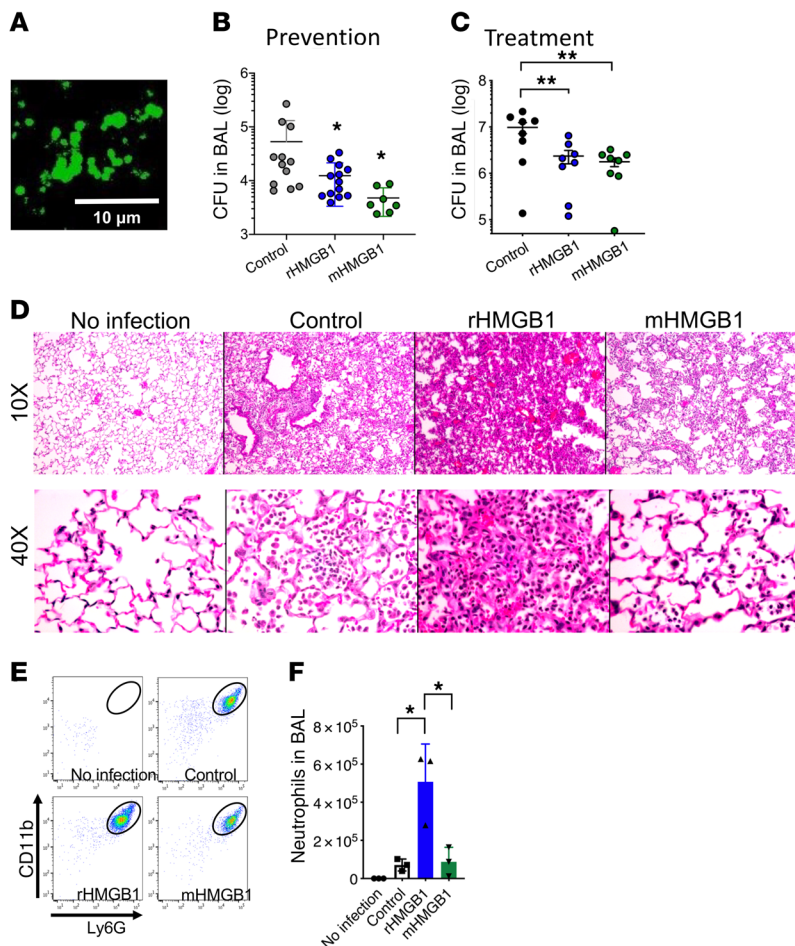 A
10 µm
B
Prevention
CFU in BAL (log)
6
5
4
3
*
*
Control
rHMGB1
mHMGB1
C
Treatment
CFU in BAL (log)
8
7
6
5
**
**
Control
rHMGB1
mHMGB1
D
No infection
Control
rHMGB1
mHMGB1
10X
40X
E
No infection
Control
rHMGB1
mHMGB1
CD11b
Ly6G
F
Neutrophils in BAL
8×10⁵
6×10⁵
4×10⁵
2×10⁵
0
*
*
No infection
Control
rHMGB1
mHMGB1